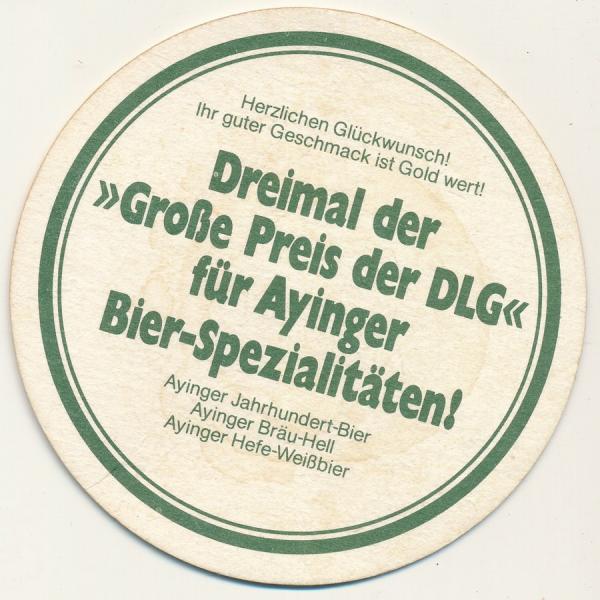 Herzlichen Glückwunsch!
Ihr guter Geschmack ist Gold wert!
Dreimal der
»Große Preis der DLG«
für Ayinger
Bier-Spezialitäten!
Ayinger Jahrhundert-Bier
Ayinger Bräu-Hell
Ayinger Hefe-Weißbier